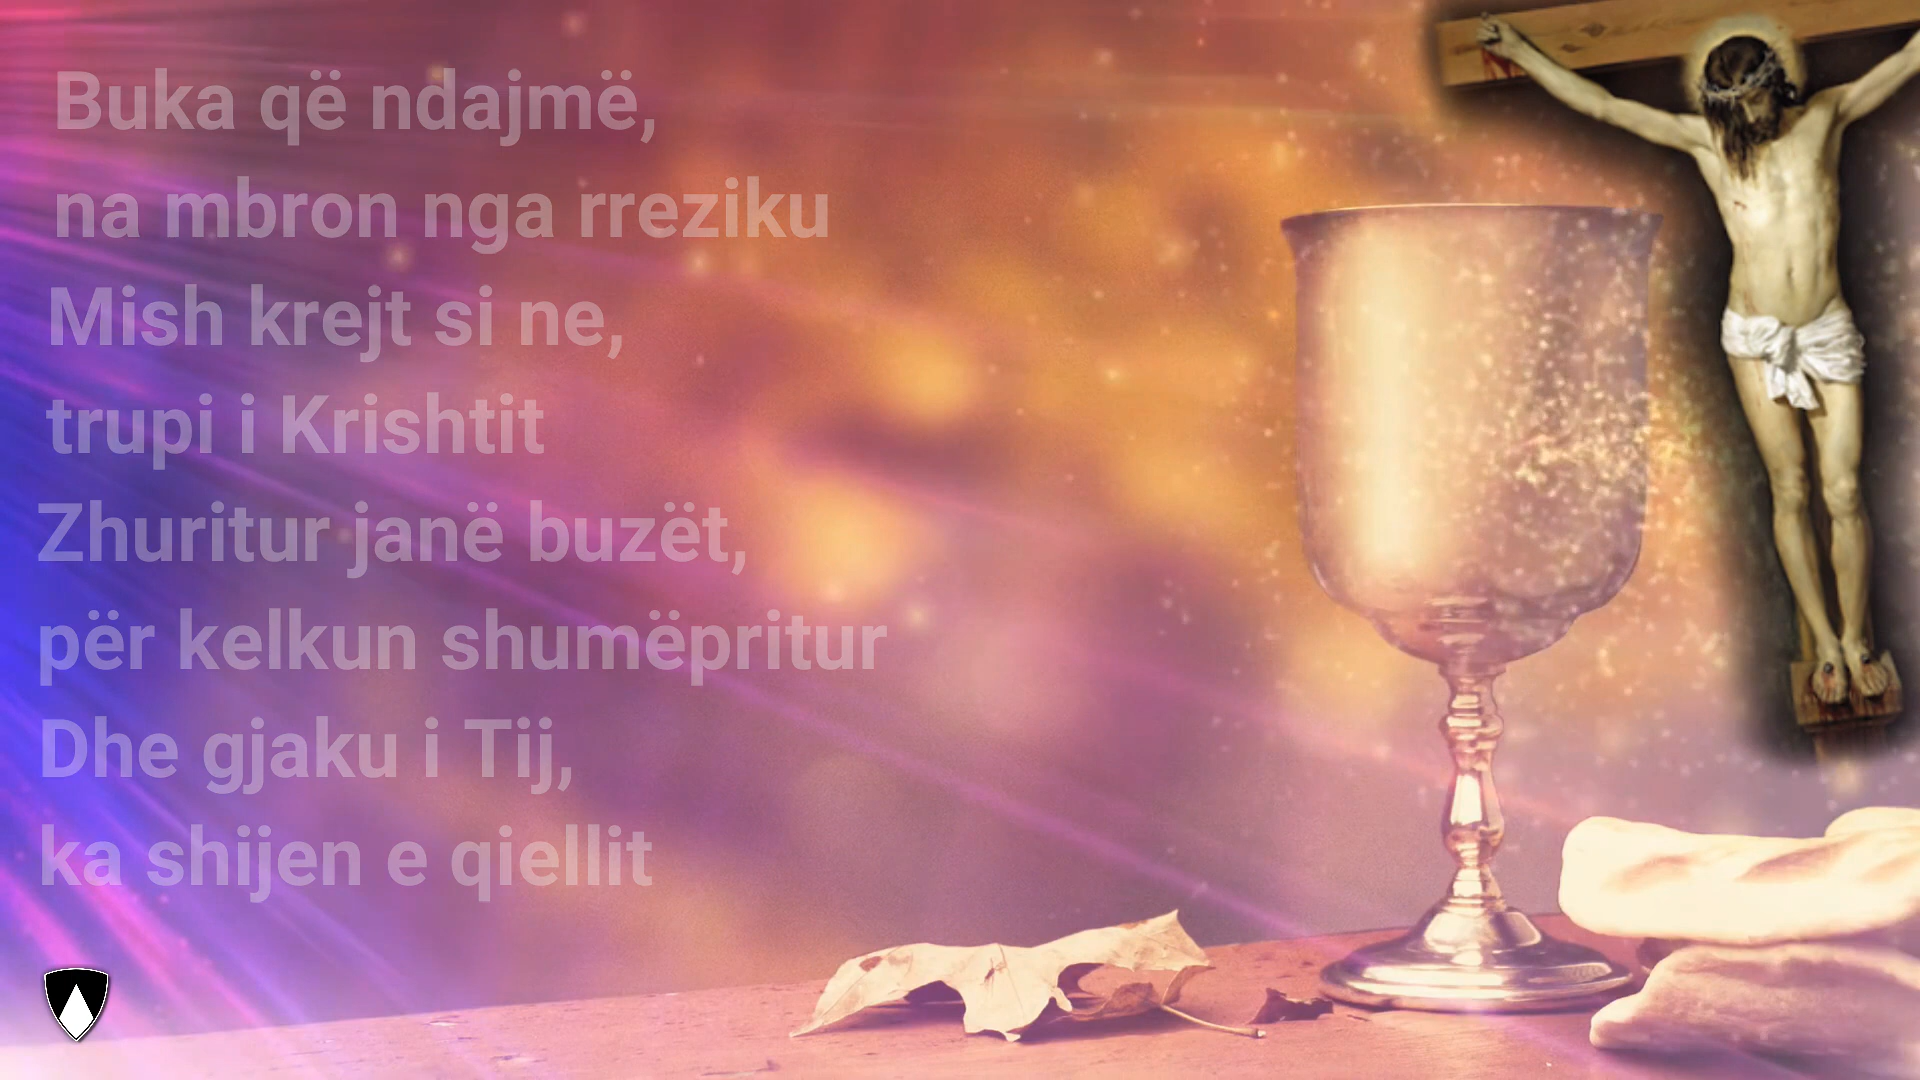 Buka që ndajmë,
na mbron nga rreziku
Mish krejt si ne,
trupi i Krishtit
Zhuritur janë buzët,
për kelkun shumëpritur
Dhe gjaku i Tij,
ka shijen e qiellit